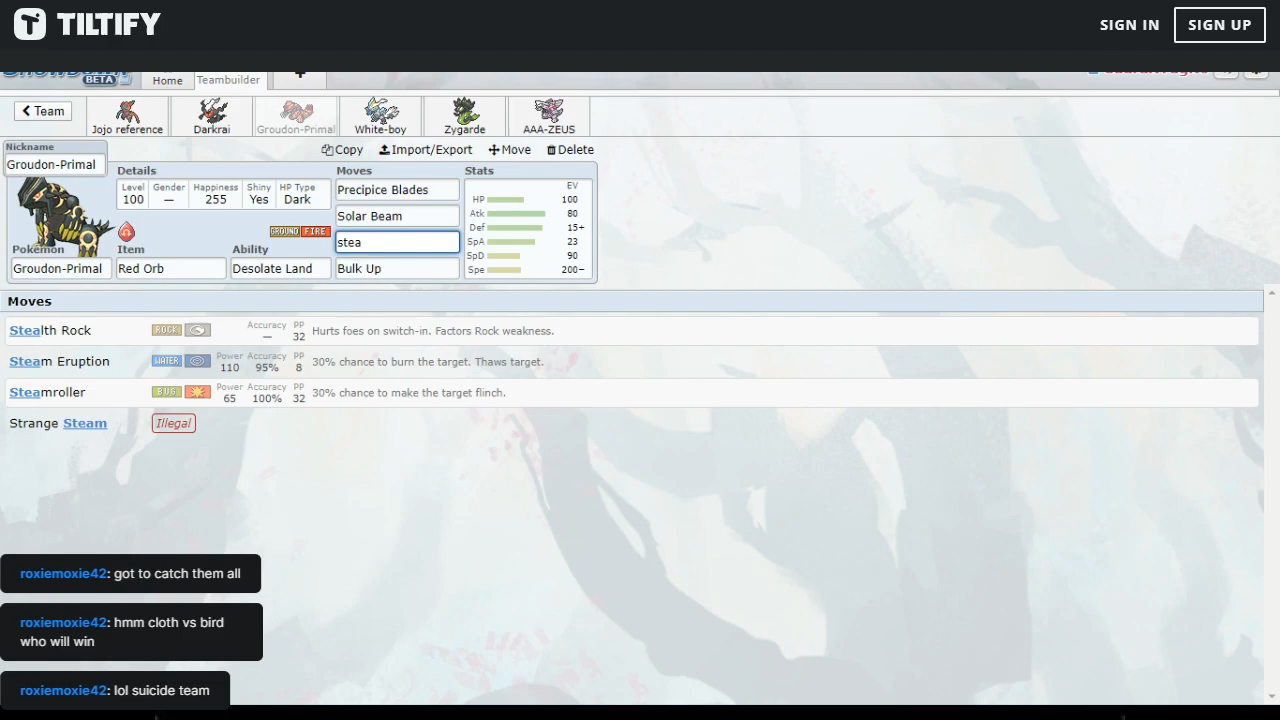 TILTIFY
SIGN IN
SIGN UP
BETA
Home
Teambuilder
Team
Jojo reference
Darkrai
Groudon-Primal
White-boy
Zygarde
AAA-ZEUS
Copy
Import/Export
Move
Delete
Nickname
Groudon-Primal
Details
Level Gender Happiness Shiny HP Type
100 — 255 Yes Dark
GROUND FIRE
Pokémon
Groudon-Primal
Item
Red Orb
Ability
Desolate Land
Moves
Precipice Blades
Solar Beam
stea
Bulk Up
Stats
EV
HP 100
Atk 80
Def 15+
SpA 23
SpD 90
Spe 200−
Moves
Stealth Rock ROCK Accuracy — PP 32 Hurts foes on switch-in. Factors Rock weakness.
Steam Eruption WATER Power 110 Accuracy 95% PP 8 30% chance to burn the target. Thaws target.
Steamroller BUG Power 65 Accuracy 100% PP 32 30% chance to make the target flinch.
Strange Steam Illegal
roxiemoxie42: got to catch them all
roxiemoxie42: hmm cloth vs bird
who will win
roxiemoxie42: lol suicide team